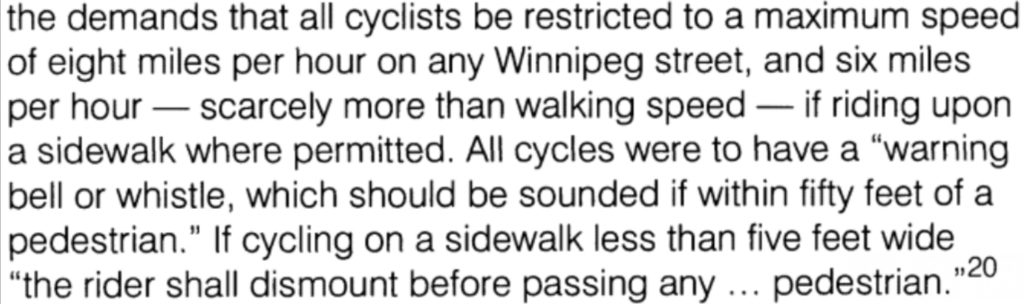 the demands that all cyclists be restricted to a maximum speed
of eight miles per hour on any Winnipeg street, and six miles
per hour — scarcely more than walking speed — if riding upon
a sidewalk where permitted. All cycles were to have a “warning
bell or whistle, which should be sounded if within fifty feet of a
pedestrian.” If cycling on a sidewalk less than five feet wide
“the rider shall dismount before passing any ... pedestrian.”20